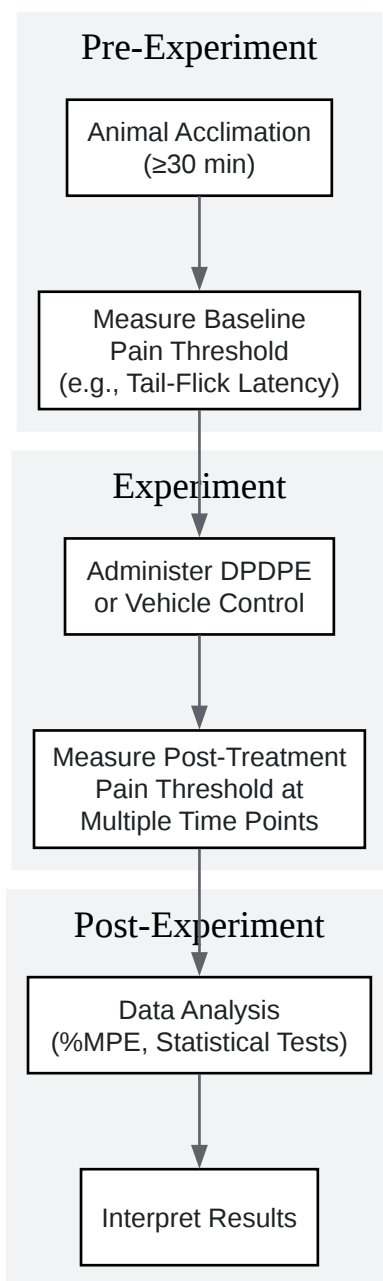 Pre-Experiment
Animal Acclimation
(≥30 min)
Measure Baseline
Pain Threshold
(e.g., Tail-Flick Latency)
Experiment
Administer DPDPE
or Vehicle Control
Measure Post-Treatment
Pain Threshold at
Multiple Time Points
Post-Experiment
Data Analysis
(%MPE, Statistical Tests)
Interpret Results